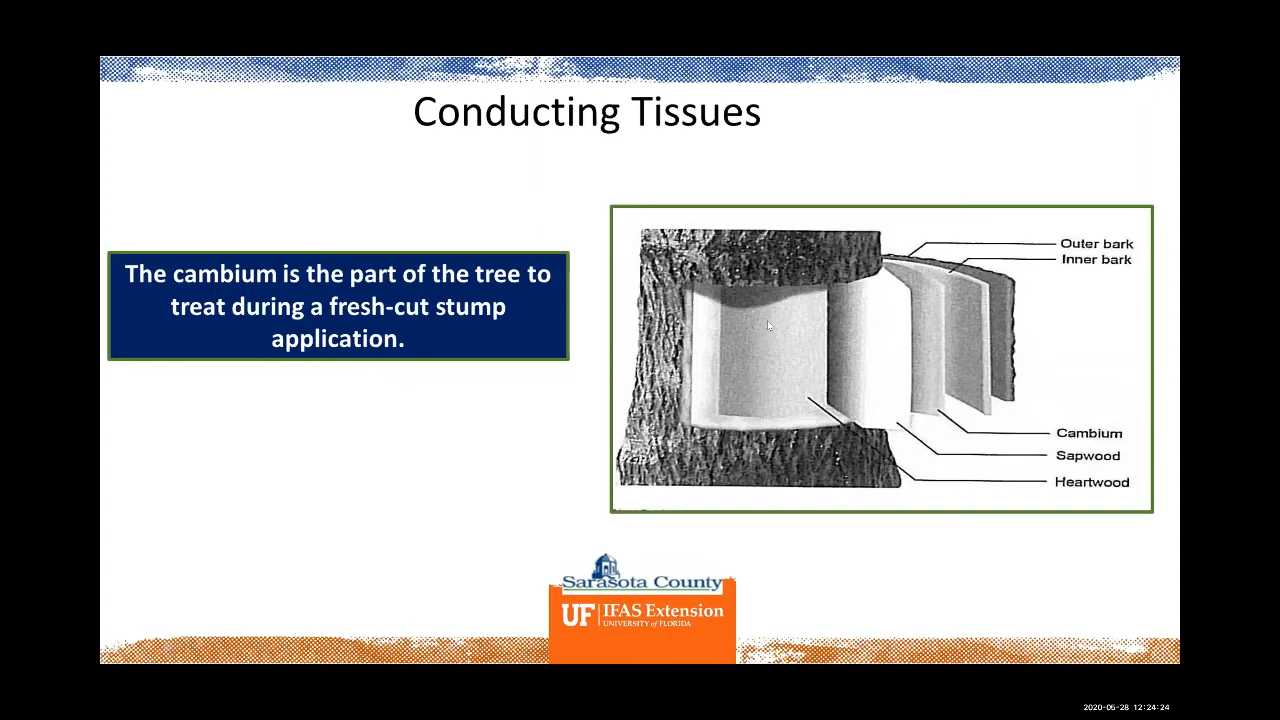 Conducting Tissues
The cambium is the part of the tree to
treat during a fresh-cut stump
application.
Outer bark
Inner bark
Cambium
Sapwood
Heartwood
Sarasota County
UF IFAS Extension
UNIVERSITY of FLORIDA
2020-05-28 12:24:24